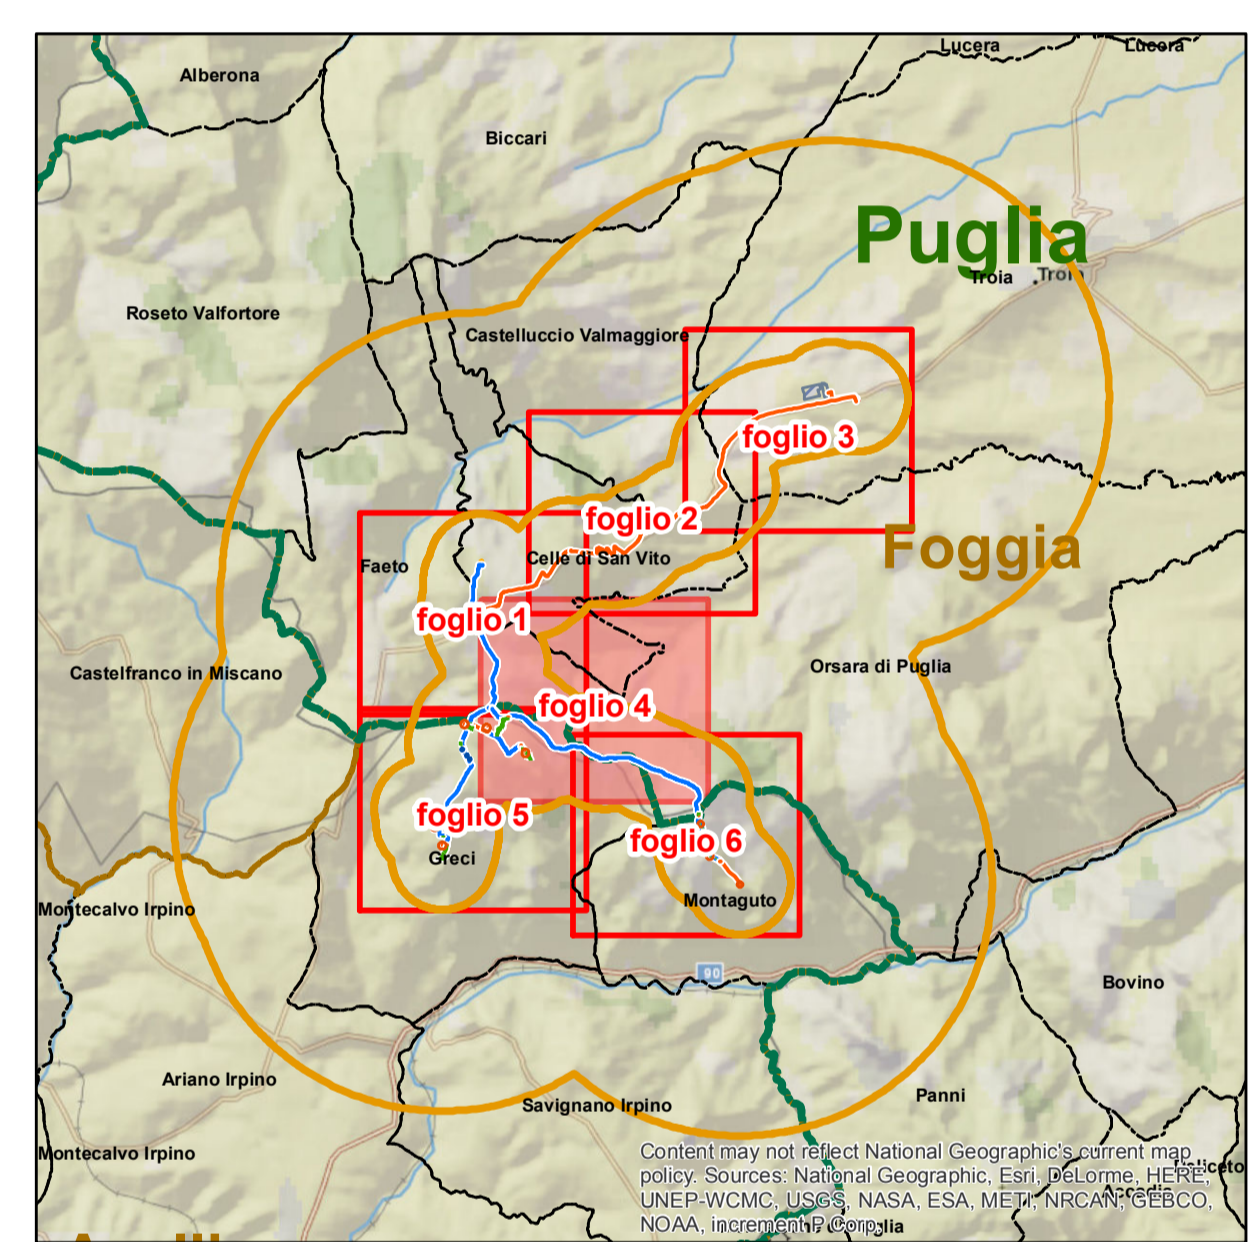 Lucera
Lucera
Alberona
Biccari
Puglia
Troia
Troia
Roseto Valfortore
Castelluccio Valmaggiore
foglio 3
foglio 2
Foggia
Celle di San Vito
Faeto
foglio 1
Orsara di Puglia
Castelfranco in Miscano
foglio 4
foglio 5
foglio 6
Greci
Montaguto
Montecalvo Irpino
90
Bovino
Ariano Irpino
Panni
Savignano Irpino
Montecalvo Irpino
Content may not reflect National Geographic's current map
policy. Sources: National Geographic, Esri, DeLorme, HERE,
UNEP-WCMC, USGS, NASA, ESA, METI, NRCAN, GEBCO,
NOAA, increment P Corp.